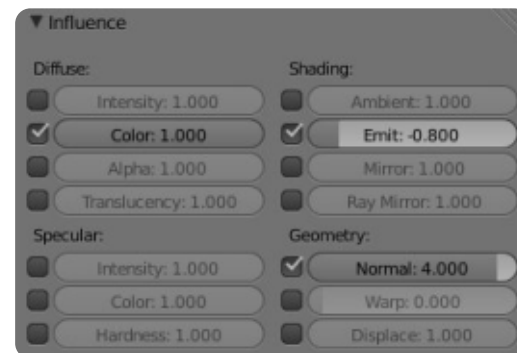 Influence
Diffuse:
Intensity: 1.000
Color: 1.000
Alpha: 1.000
Translucency: 1.000
Specular:
Intensity: 1.000
Color: 1.000
Hardness: 1.000
Shading:
Ambient: 1.000
Emit: -0.800
Mirror: 1.000
Ray Mirror: 1.000
Geometry:
Normal: 4.000
Warp: 0.000
Displace: 1.000